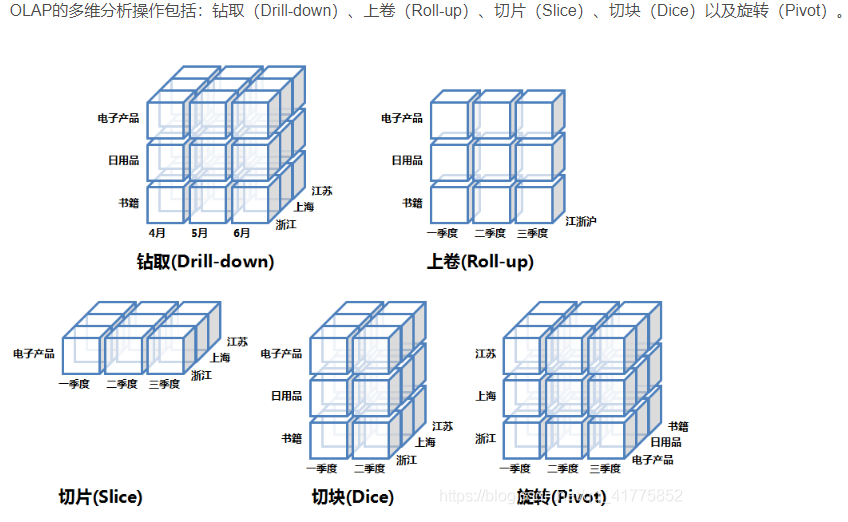 OLAP的多维分析操作包括：钻取（Drill-down）、上卷（Roll-up）、切片（Slice）、切块（Dice）以及旋转（Pivot）。
电子产品
日用品
书籍
4月 5月 6月
江苏
上海
浙江
钻取(Drill-down)
电子产品
日用品
书籍
一季度 二季度 三季度
江浙沪
上卷(Roll-up)
电子产品
一季度 二季度 三季度
江苏
上海
浙江
切片(Slice)
电子产品
日用品
书籍
一季度 二季度
江苏
上海
浙江
切块(Dice)
江苏
上海
浙江
一季度 二季度 三季度
书籍
日用品
电子产品
旋转(Pivot)